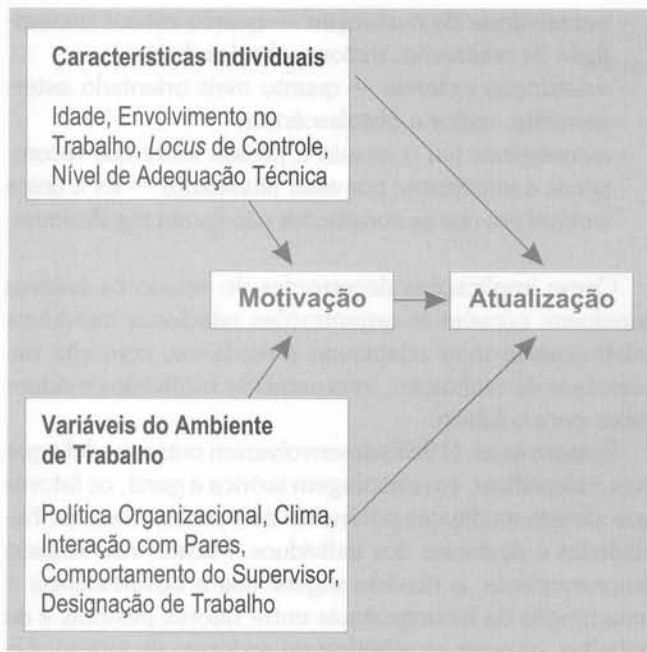 Características Individuais
Idade, Envolvimento no
Trabalho, Locus de Controle,
Nível de Adequação Técnica
Motivação
Atualização
Variáveis do Ambiente
de Trabalho
Política Organizacional, Clima,
Interação com Pares,
Comportamento do Supervisor,
Designação de Trabalho